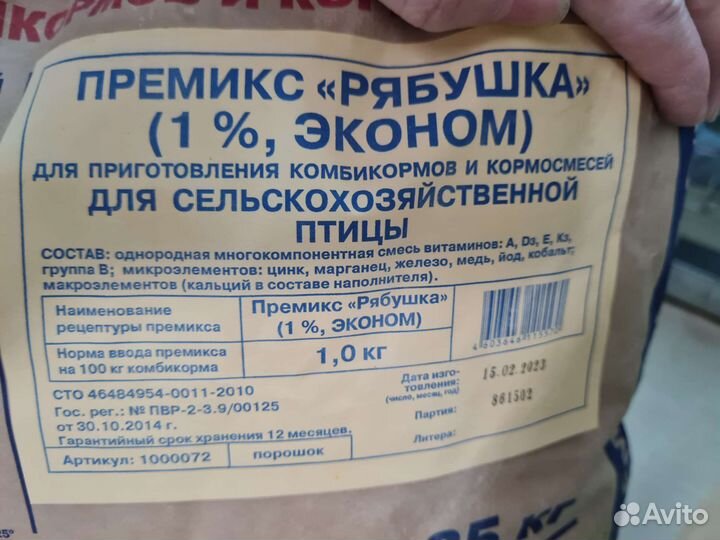 ПРЕМИКС «РЯБУШКА»
(1 %, ЭКОНОМ)
ДЛЯ ПРИГОТОВЛЕНИЯ КОМБИКОРМОВ И КОРМОСМЕСЕЙ
ДЛЯ СЕЛЬСКОХОЗЯЙСТВЕННОЙ
ПТИЦЫ
СОСТАВ: однородная многокомпонентная смесь витаминов: A, D₃, E, K₃,
группа B; микроэлементов: цинк, марганец, железо, медь, йод, кобальт;
макроэлементов (кальций в составе наполнителя).
Наименование
рецептуры премикса
Премикс «Рябушка»
(1 %, ЭКОНОМ)
Норма ввода премикса
на 100 кг комбикорма
1,0 кг
СТО 46484954-0011-2010
Гос. рег.: № ПВР-2-3.9/00125
от 30.10.2014 г.
Гарантийный срок хранения 12 месяцев.
Артикул: 1000072
порошок
Дата изго-
товления:
(число, месяц, год)
15.02.2023
Партия:
861502
Литера:
25 кг
Avito